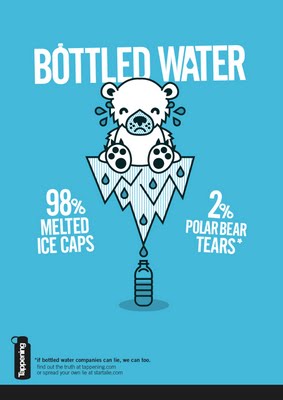 BOTTLED WATER
98%
MELTED
ICE CAPS
2%
POLAR BEAR
TEARS*
Tappening
*if bottled water companies can lie, we can too.
find out the truth at tappening.com
or spread your own lie at startalie.com